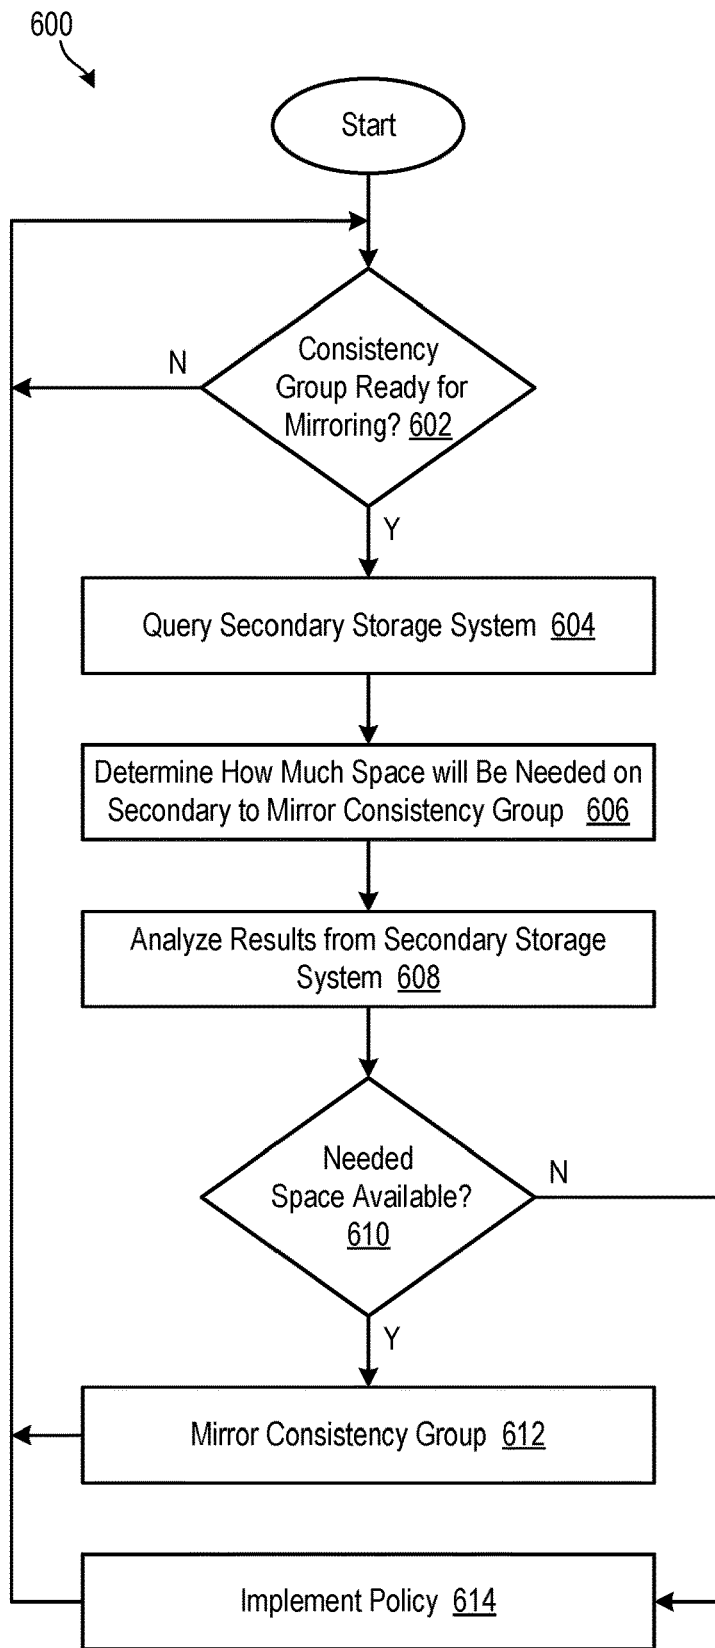 600
Start
Consistency
Group Ready for
Mirroring? 602
N
Y
Query Secondary Storage System 604
Determine How Much Space will Be Needed on
Secondary to Mirror Consistency Group 606
Analyze Results from Secondary Storage
System 608
Needed
Space Available?
610
N
Y
Mirror Consistency Group 612
Implement Policy 614